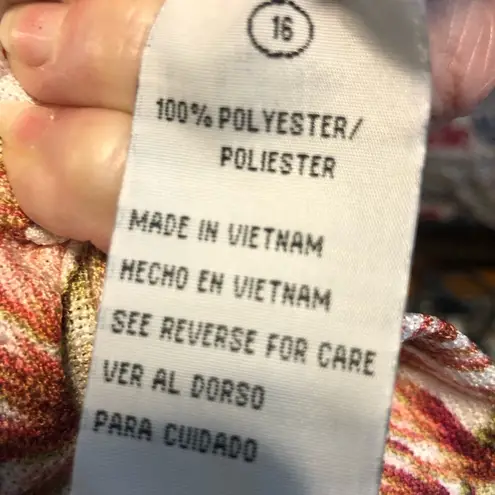 16
100% POLYESTER/
POLIESTER
MADE IN VIETNAM
HECHO EN VIETNAM
SEE REVERSE FOR CARE
VER AL DORSO
PARA CUIDADO